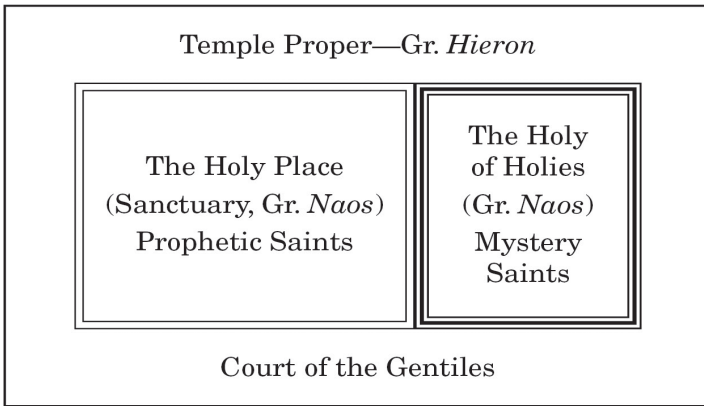 Temple Proper—Gr. Hieron
The Holy Place
(Sanctuary, Gr. Naos)
Prophetic Saints
The Holy
of Holies
(Gr. Naos)
Mystery
Saints
Court of the Gentiles